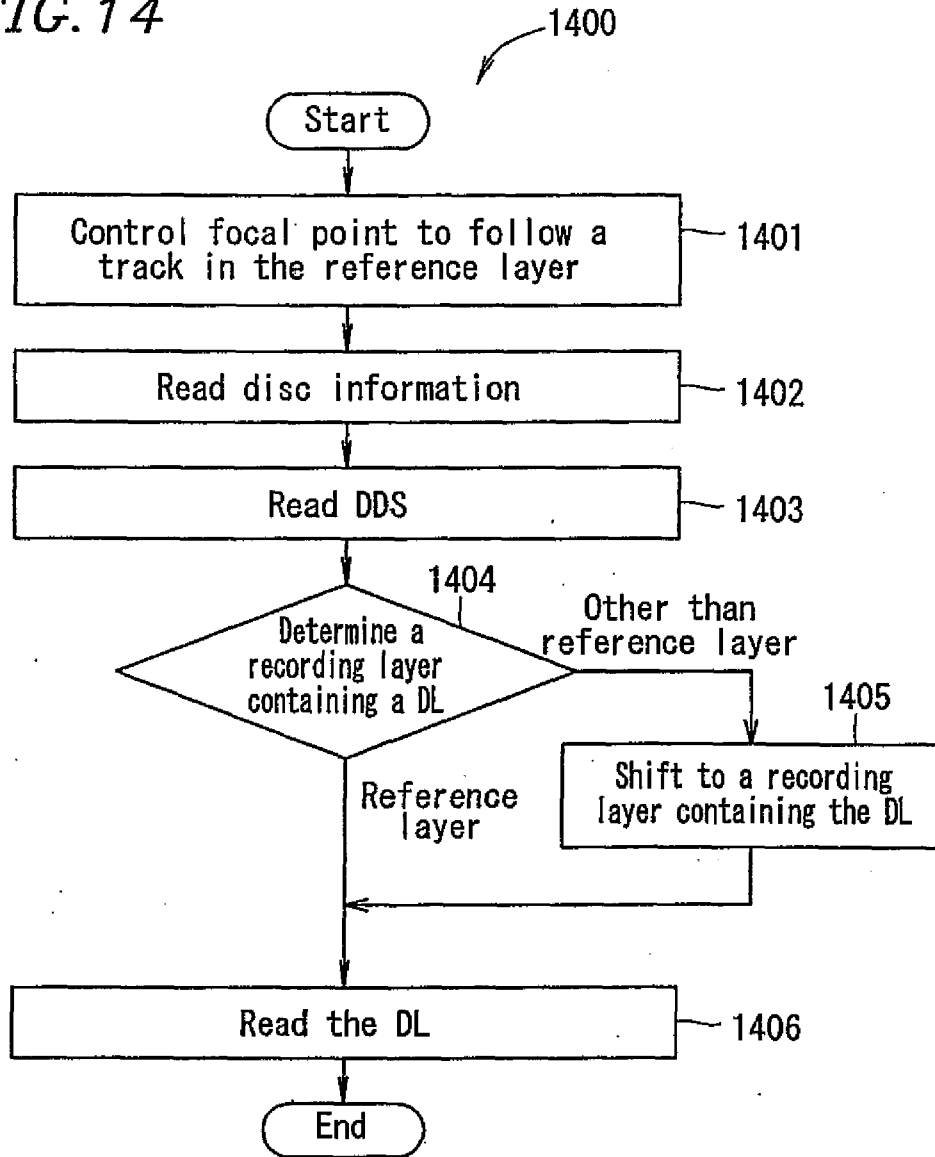 FIG. 14
1400
Start
Control focal point to follow a
track in the reference layer
1401
Read disc information
1402
Read DDS
1403
1404
Determine a
recording layer
containing a DL
Other than
reference layer
1405
Shift to a recording
layer containing the DL
Reference
layer
Read the DL
1406
End